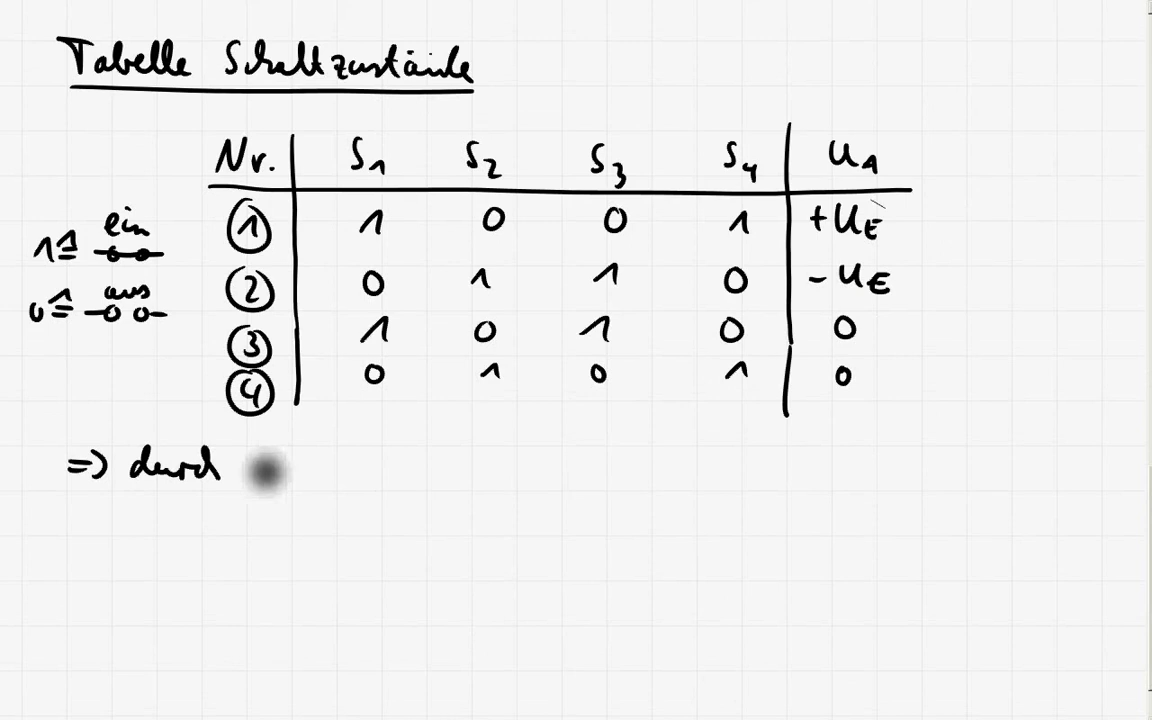 Tabelle Schaltzustände
Nr. S1 S2 S3 S4 UA
1 1 0 0 1 +UE
1≙ ein
2 0 1 1 0 -UE
0≙ aus
3 1 0 1 0 0
4 0 1 0 1 0
=> durch